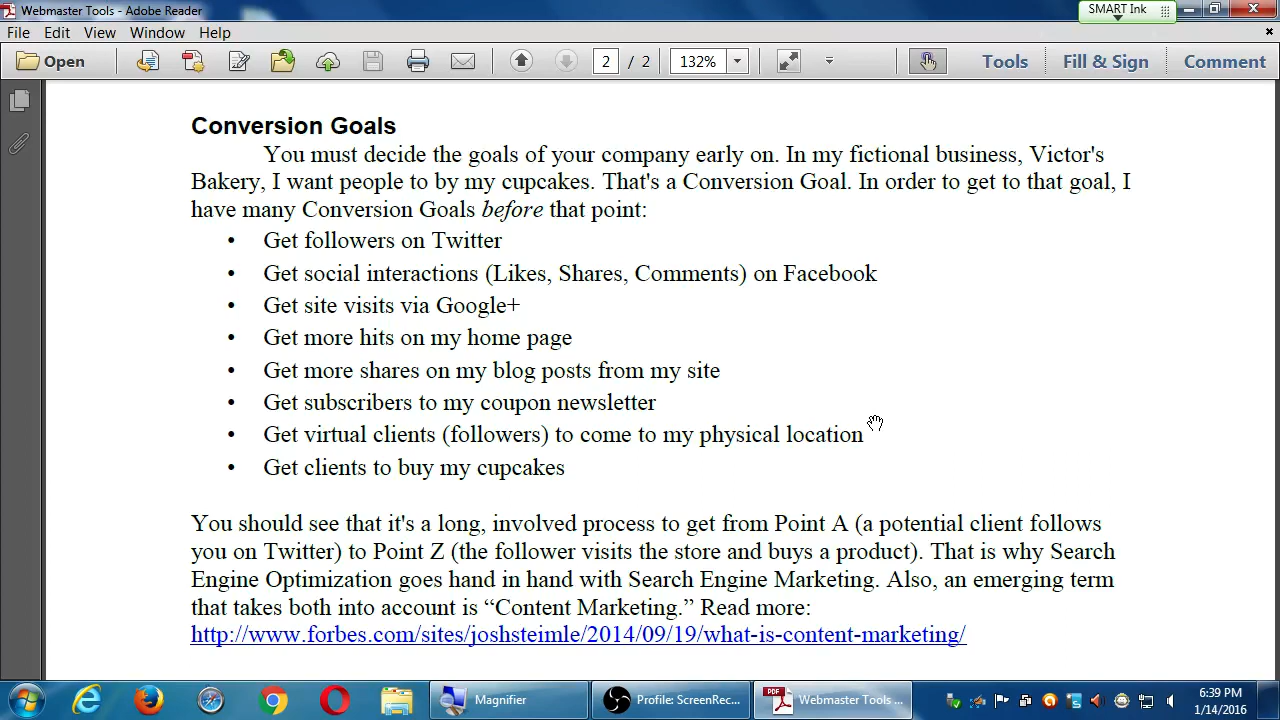 Webmaster Tools - Adobe Reader
SMART Ink
File Edit View Window Help
Open
2 / 2
132%
Tools
Fill & Sign
Comment
Conversion Goals
You must decide the goals of your company early on. In my fictional business, Victor's
Bakery, I want people to by my cupcakes. That's a Conversion Goal. In order to get to that goal, I
have many Conversion Goals before that point:
• Get followers on Twitter
• Get social interactions (Likes, Shares, Comments) on Facebook
• Get site visits via Google+
• Get more hits on my home page
• Get more shares on my blog posts from my site
• Get subscribers to my coupon newsletter
• Get virtual clients (followers) to come to my physical location
• Get clients to buy my cupcakes
You should see that it's a long, involved process to get from Point A (a potential client follows
you on Twitter) to Point Z (the follower visits the store and buys a product). That is why Search
Engine Optimization goes hand in hand with Search Engine Marketing. Also, an emerging term
that takes both into account is “Content Marketing.” Read more:
http://www.forbes.com/sites/joshsteimle/2014/09/19/what-is-content-marketing/
Magnifier
Profile: ScreenRec...
PDF
Webmaster Tools ...
6:39 PM
1/14/2016